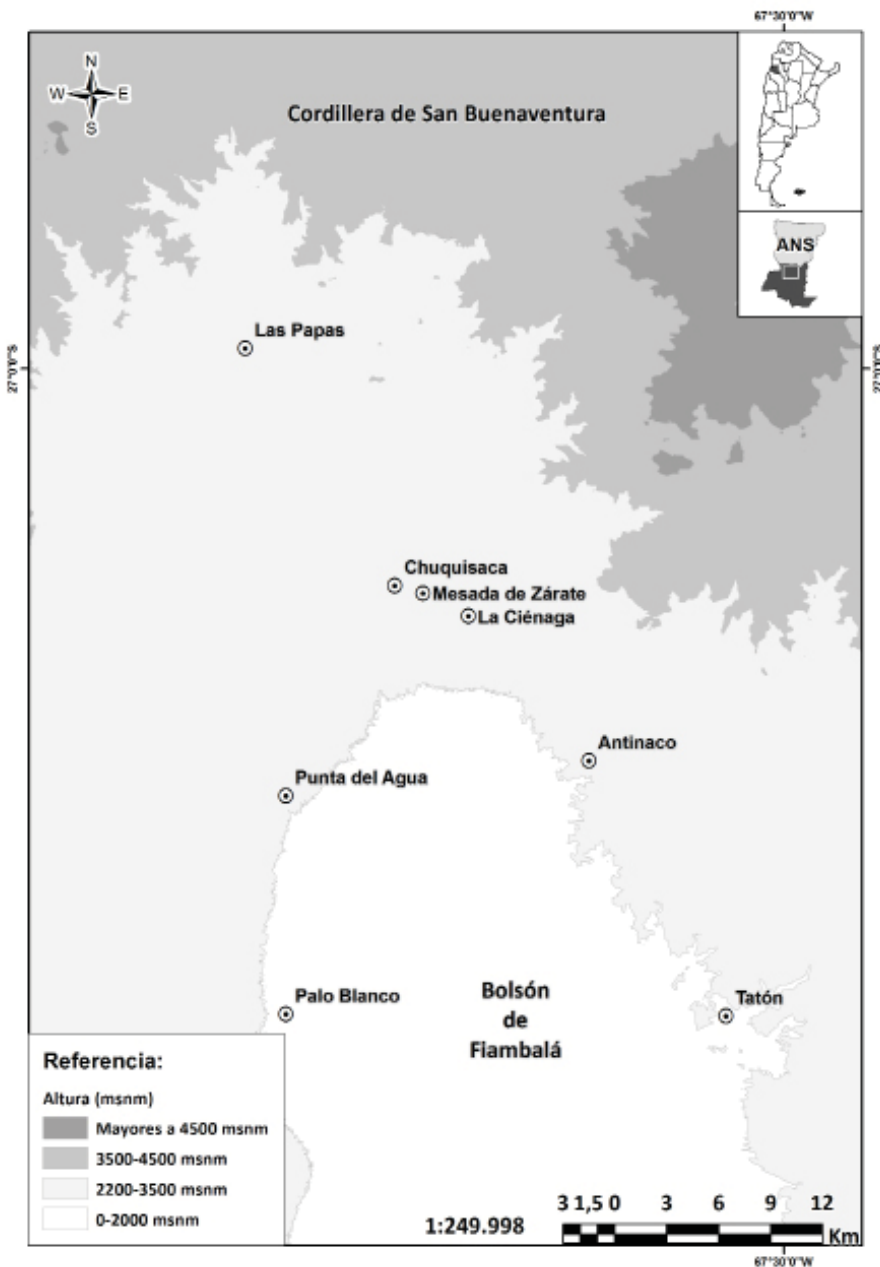 67°30'0"W
N
W E
S
Cordillera de San Buenaventura
ANS
Las Papas
27°0'0"S
27°0'0"S
Chuquisaca
Mesada de Zárate
La Ciénaga
Antinaco
Punta del Agua
Palo Blanco
Bolsón
de
Fiambalá
Tatón
Referencia:
Altura (msnm)
Mayores a 4500 msnm
3500-4500 msnm
2200-3500 msnm
0-2000 msnm
1:249.998
3 1,5 0 3 6 9 12
Km
67°30'0"W